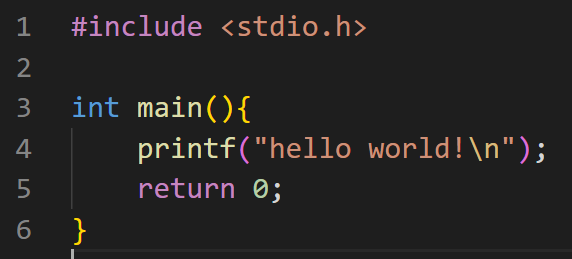 1 #include <stdio.h>
2
3 int main(){
4     printf("hello world!\n");
5     return 0;
6 }